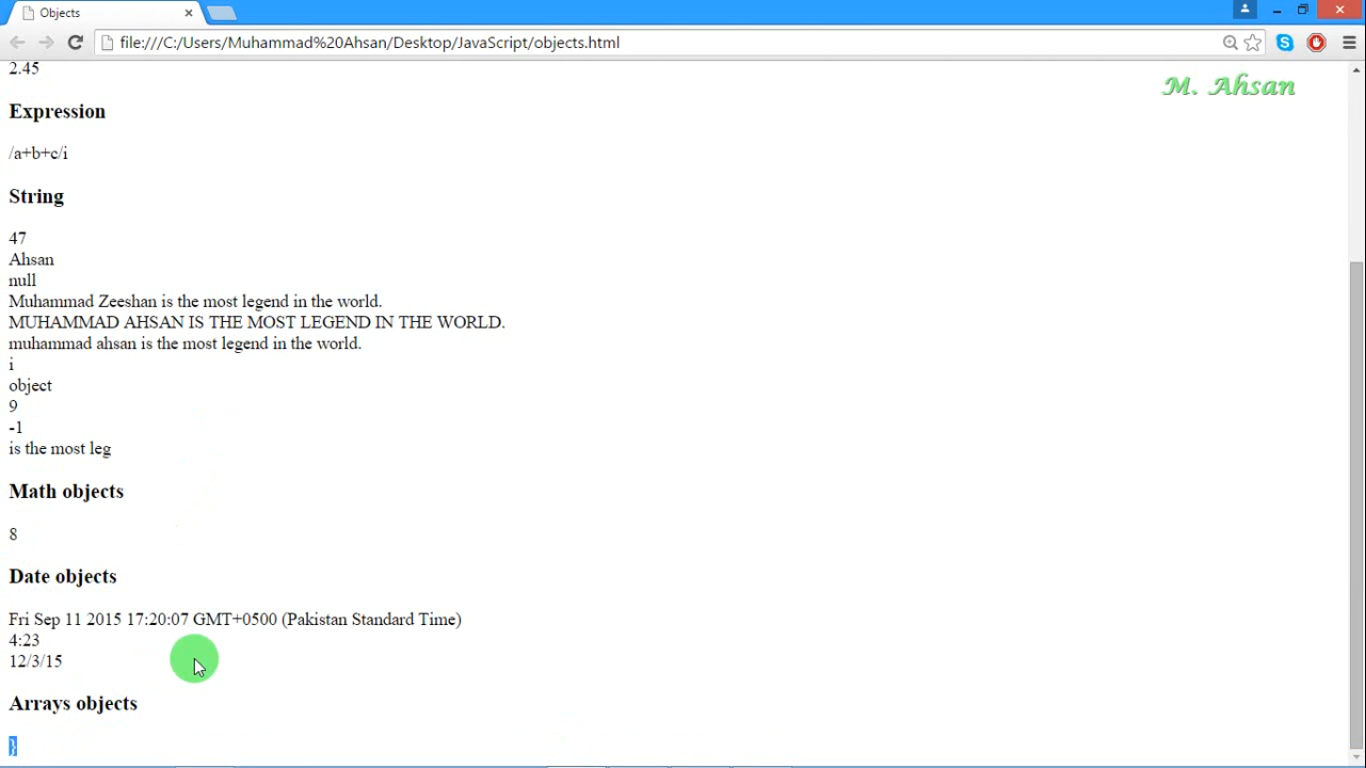 Objects
file:///C:/Users/Muhammad%20Ahsan/Desktop/JavaScript/objects.html
2.45
M. Ahsan
Expression
/a+b+c/i
String
47
Ahsan
null
Muhammad Zeeshan is the most legend in the world.
MUHAMMAD AHSAN IS THE MOST LEGEND IN THE WORLD.
muhammad ahsan is the most legend in the world.
i
object
9
-1
is the most leg
Math objects
8
Date objects
Fri Sep 11 2015 17:20:07 GMT+0500 (Pakistan Standard Time)
4:23
12/3/15
Arrays objects
}